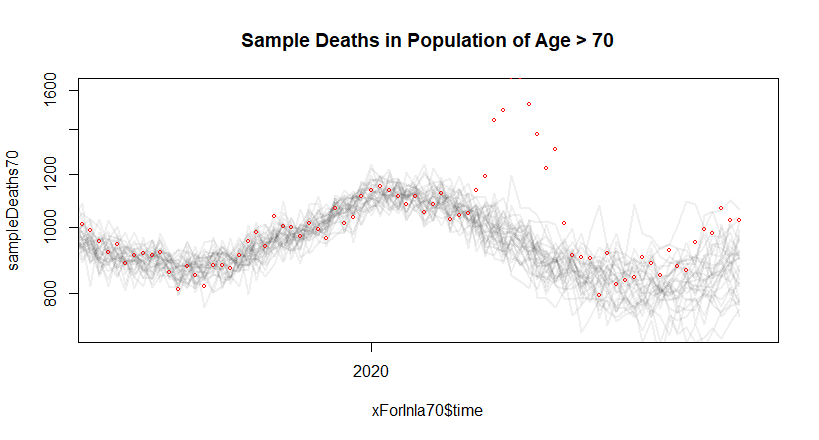 Sample Deaths in Population of Age > 70
sampleDeaths70
1600
1200
1000
800
2020
xForInla70$time